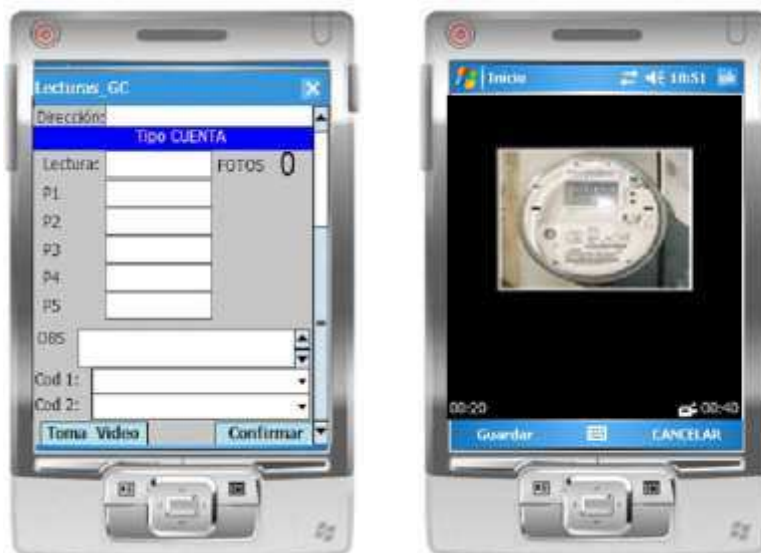 Lecturas_GC
Dirección:
Tipo CUENTA
Lectura:
FOTOS 0
P1
P2
P3
P4
P5
OBS
Cod 1:
Cod 2:
Toma Video
Confirmar
Inicio
10:51
ok
00:20
00:40
Guardar
CANCELAR